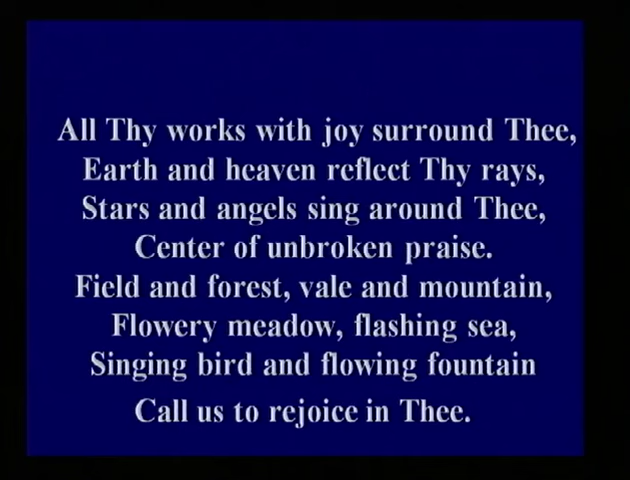 All Thy works with joy surround Thee,
Earth and heaven reflect Thy rays,
Stars and angels sing around Thee,
Center of unbroken praise.
Field and forest, vale and mountain,
Flowery meadow, flashing sea,
Singing bird and flowing fountain
Call us to rejoice in Thee.